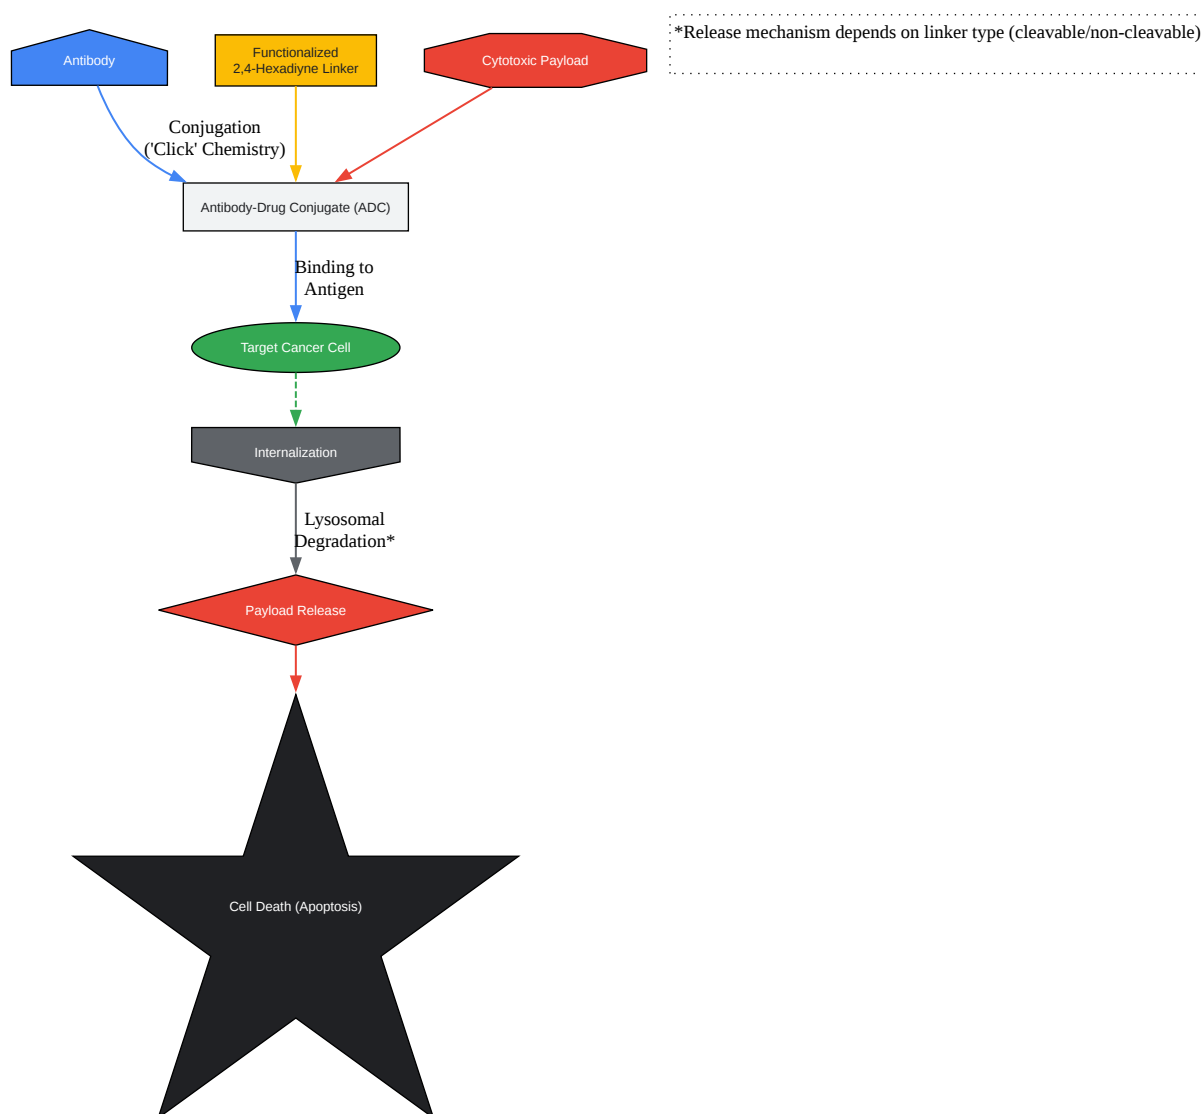 Antibody
Functionalized
2,4-Hexadiyne Linker
Cytotoxic Payload
*Release mechanism depends on linker type (cleavable/non-cleavable)
Conjugation
('Click' Chemistry)
Antibody-Drug Conjugate (ADC)
Binding to
Antigen
Target Cancer Cell
Internalization
Lysosomal
Degradation*
Payload Release
Cell Death (Apoptosis)